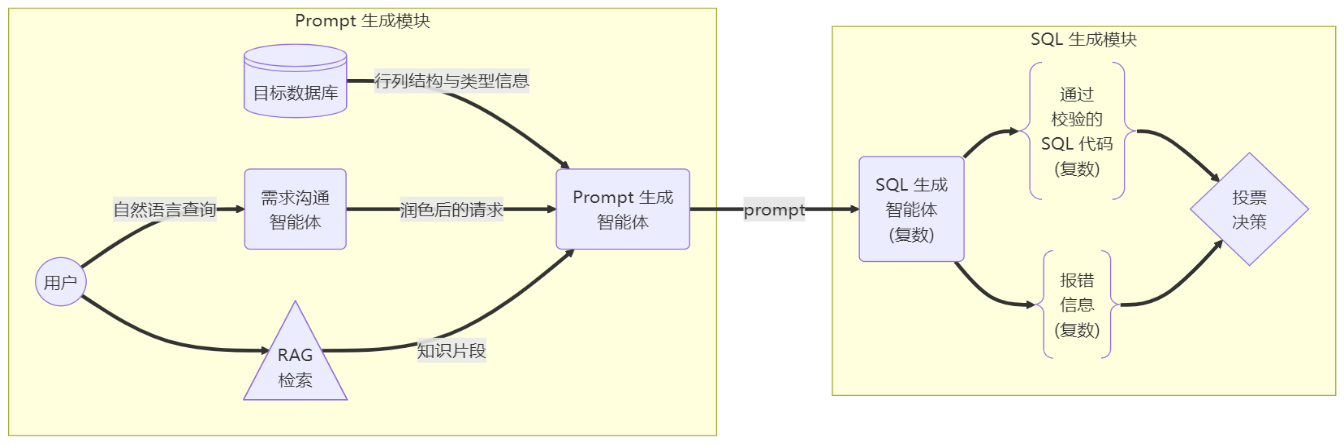 Prompt 生成模块
目标数据库
行列结构与类型信息
自然语言查询
需求沟通
智能体
润色后的请求
Prompt 生成
智能体
用户
RAG
检索
知识片段
prompt
SQL 生成模块
SQL 生成
智能体
(复数)
通过
校验的
SQL 代码
(复数)
报错
信息
(复数)
投票
决策